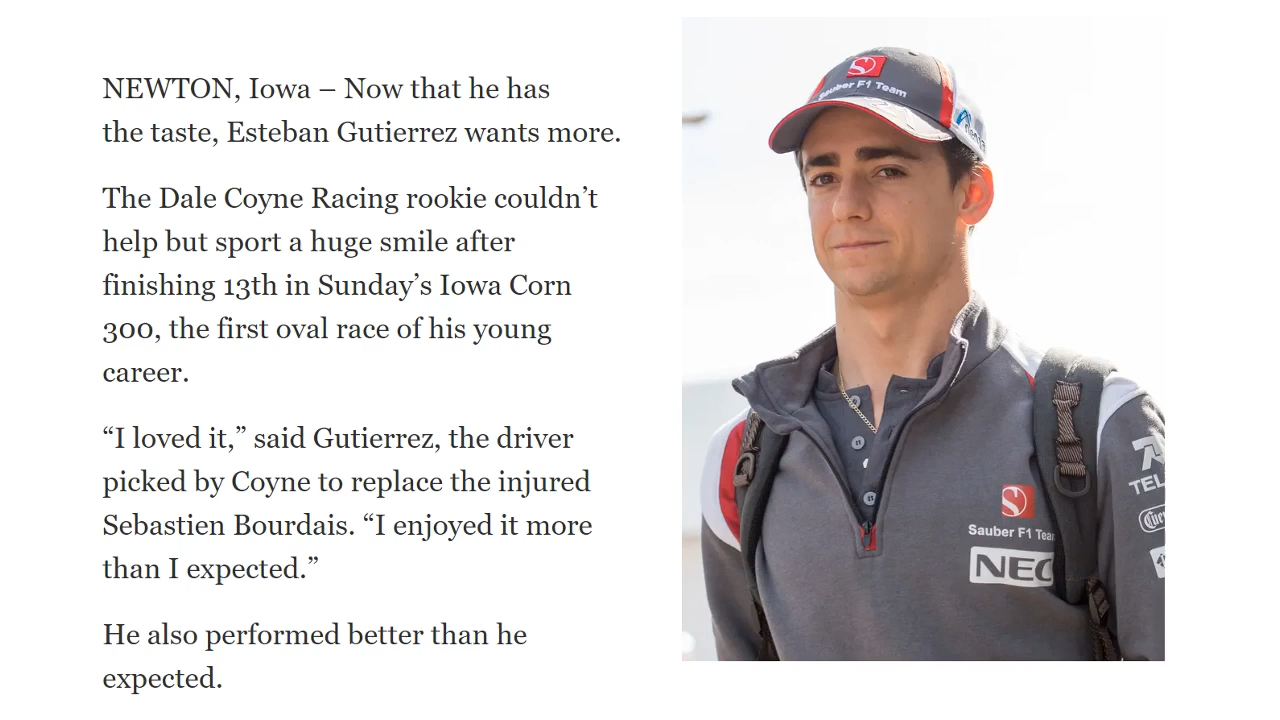 NEWTON, Iowa – Now that he has
the taste, Esteban Gutierrez wants more.
The Dale Coyne Racing rookie couldn’t
help but sport a huge smile after
finishing 13th in Sunday’s Iowa Corn
300, the first oval race of his young
career.
“I loved it,” said Gutierrez, the driver
picked by Coyne to replace the injured
Sebastien Bourdais. “I enjoyed it more
than I expected.”
He also performed better than he
expected.
Sauber F1 Team
Sauber F1 Team
NEC